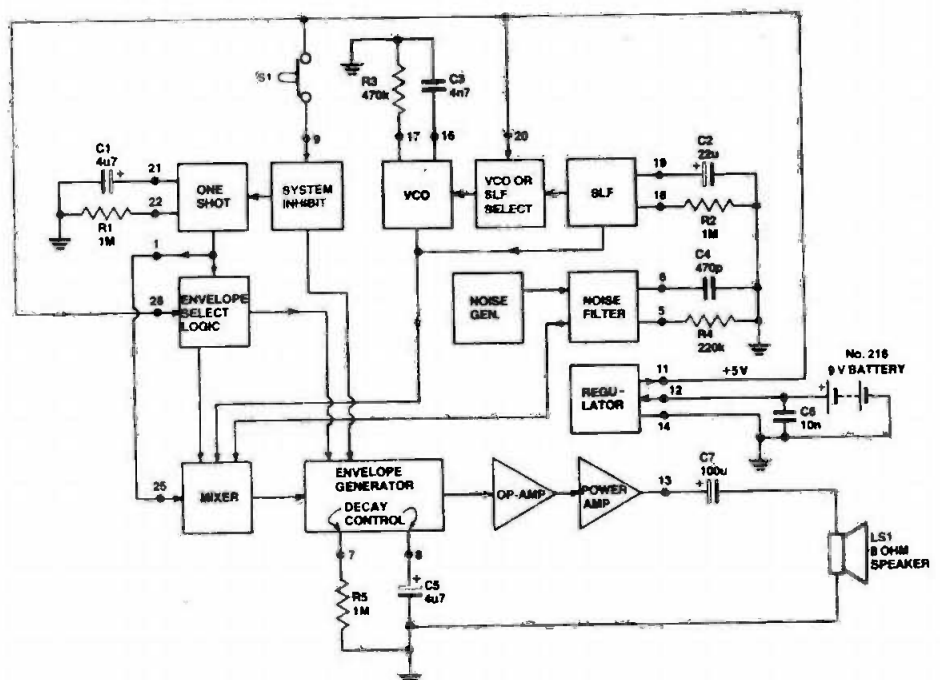 S1
9
R3
470k
C3
4n7
17
16
20
C1
4u7
+
21
22
R1
1M
1
ONE
SHOT
SYSTEM
INHIBIT
VCO
VCO OR
SLF
SELECT
SLF
19
18
C2
22u
+
R2
1M
C4
470p
28
ENVELOPE
SELECT
LOGIC
NOISE
GEN.
NOISE
FILTER
6
5
R4
220k
REGU-
LATOR
11
12
14
+5V
No. 216
9 V BATTERY
+
C6
10n
25
MIXER
ENVELOPE
GENERATOR
DECAY
CONTROL
OP-AMP
POWER
AMP
13
C7
100u
+
LS1
8 OHM
SPEAKER
7
8
R5
1M
+
C5
4u7